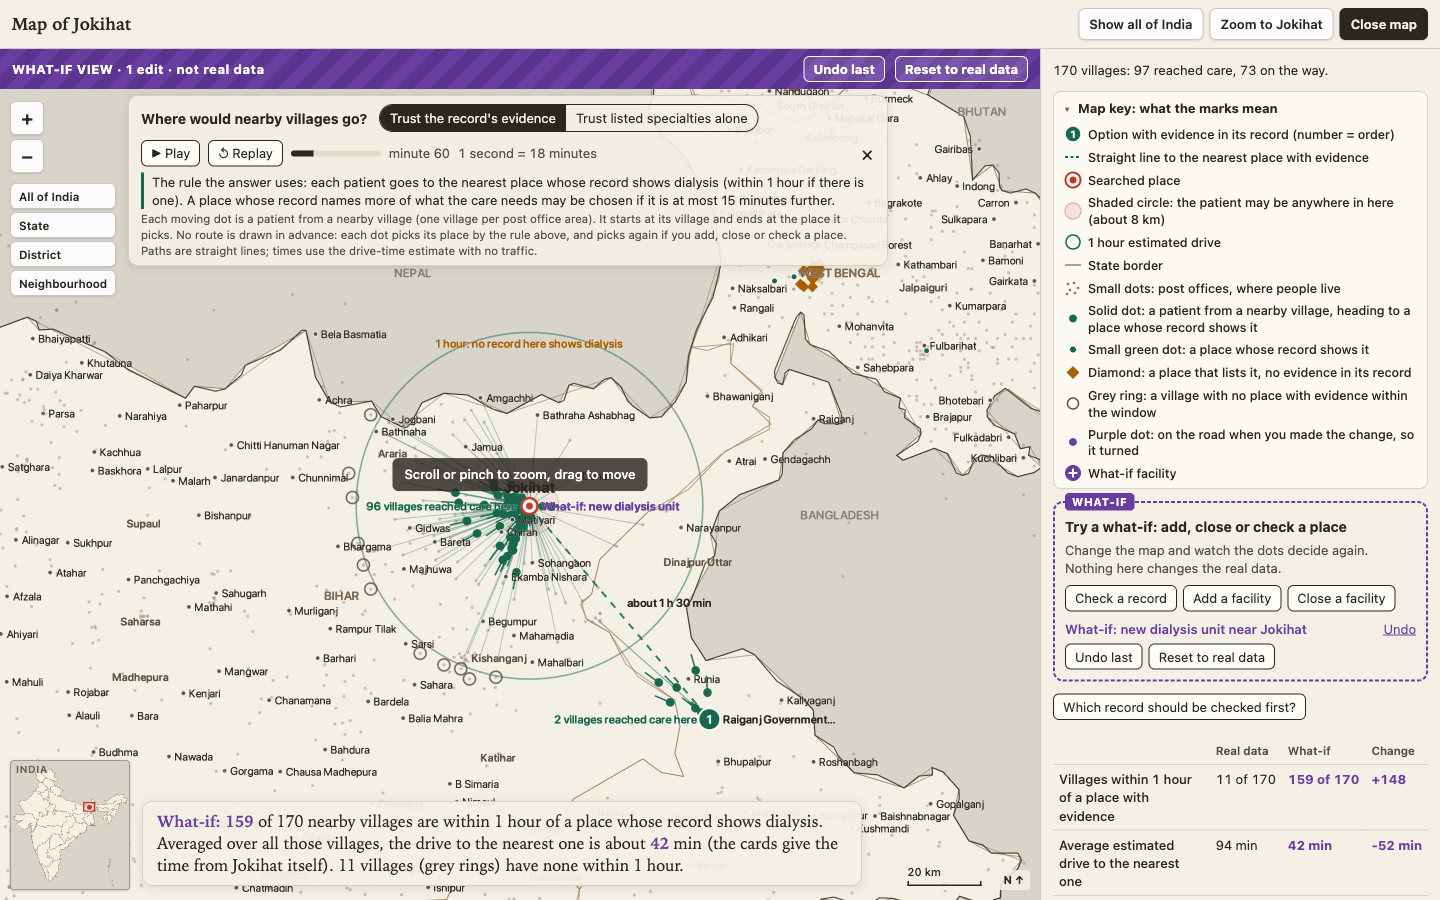 Map of Jokihat
Show all of India
Zoom to Jokihat
Close map
WHAT-IF VIEW · 1 edit · not real data
Undo last
Reset to real data
170 villages: 97 reached care, 73 on the way.
Where would nearby villages go?
Trust the record's evidence
Trust listed specialties alone
Play
Replay
minute 60 1 second = 18 minutes
The rule the answer uses: each patient goes to the nearest place whose record shows dialysis (within 1 hour if there is
one). A place whose record names more of what the care needs may be chosen if it is at most 15 minutes further.
Each moving dot is a patient from a nearby village (one village per post office area). It starts at its village and ends at the place it
picks. No route is drawn in advance: each dot picks its place by the rule above, and picks again if you add, close or check a place.
Paths are straight lines; times use the drive-time estimate with no traffic.
+
−
All of India
State
District
Neighbourhood
BHUTAN
Gairibas
Ahlay
Indong
Carron
Sulkapara
Banarhat
Bamoni
Gairkata
Kathambari
Jalpaiguri
Kumarpara
NEPAL
WEST BENGAL
Naksalbari
Rangali
Adhikari
Mohanvita
Fulbarihat
Sahebpara
Bhotebari
Brajapur
Fulkadabri
Kuchlibari
Bhaiyapatti
Khutauna
Daiya Kharwar
Bela Basmatia
1 hour: no record here shows dialysis
Parsa
Narahiya
Paharpur
Achra
Jogbani
Bathnaha
Amgachhi
Bathraha Ashabhag
Bhawaniganj
Raiganj
Chitti Hanuman Nagar
Kachhua
Satghara
Baskhora
Lalpur
Malarh
Janardanpur
Chunnimal
Araria
Jamua
Atrai
Gendagachh
Scroll or pinch to zoom, drag to move
Jokihat
96 villages reached care here
What-if: new dialysis unit
Matiyari
Chirah
Gidwas
Bareta
Supaul
Bishanpur
Alinagar
Sukhpur
Bhargama
Majhuwa
Sohangaon
Ekamba Nishara
Narayanpur
BANGLADESH
Dinajpur Uttar
Atahar
Panchgachiya
Afzala
Sahugarh
Mathahi
BIHAR
Murliganj
about 1 h 30 min
Saharsa
Ahiyari
Rampur Tilak
Begumpur
Mahamadia
Sarsi
Barhari
Kishanganj
Mahalbari
Mangwar
Madhepura
Mahuli
Rojabar
Kenjari
Chanamana
Bardela
Sahara
Runia
Kaliyaganj
Alauli
Bara
Balia Mahra
2 villages reached care here
1
Raiganj Government...
Budhma
Nawada
Bahdura
Gorgama
Chausa Madhepura
Katihar
B Simaria
Bhupalpur
Roshanbagh
Gopalganj
Baishnabnagar
Kushmandi
INDIA
What-if: 159 of 170 nearby villages are within 1 hour of a place whose record shows dialysis.
Averaged over all those villages, the drive to the nearest one is about 42 min (the cards give the
time from Jokihat itself). 11 villages (grey rings) have none within 1 hour.
Chatmadin
20 km
N ↑
Map key: what the marks mean
1 Option with evidence in its record (number = order)
Straight line to the nearest place with evidence
Searched place
Shaded circle: the patient may be anywhere in here
(about 8 km)
1 hour estimated drive
State border
Small dots: post offices, where people live
Solid dot: a patient from a nearby village, heading to a
place whose record shows it
Small green dot: a place whose record shows it
Diamond: a place that lists it, no evidence in its record
Grey ring: a village with no place with evidence within
the window
Purple dot: on the road when you made the change, so
it turned
What-if facility
WHAT-IF
Try a what-if: add, close or check a place
Change the map and watch the dots decide again.
Nothing here changes the real data.
Check a record
Add a facility
Close a facility
What-if: new dialysis unit near Jokihat
Undo
Undo last
Reset to real data
Which record should be checked first?
Real data What-if Change
Villages within 1 hour 11 of 170 159 of 170 +148
of a place with
evidence
Average estimated 94 min 42 min -52 min
drive to the nearest
one